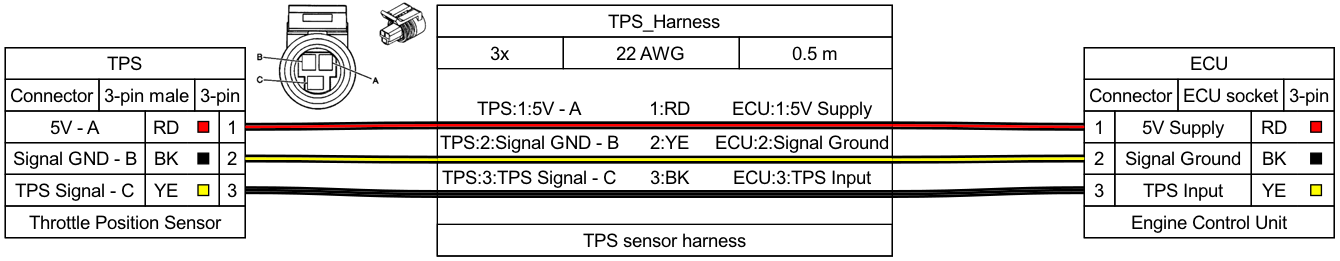 TPS
Connector 3-pin male 3-pin
5V - A RD 1
Signal GND - B BK 2
TPS Signal - C YE 3
Throttle Position Sensor
B
C
A
TPS_Harness
3x 22 AWG 0.5 m
TPS:1:5V - A 1:RD ECU:1:5V Supply
TPS:2:Signal GND - B 2:YE ECU:2:Signal Ground
TPS:3:TPS Signal - C 3:BK ECU:3:TPS Input
TPS sensor harness
ECU
Connector ECU socket 3-pin
1 5V Supply RD
2 Signal Ground BK
3 TPS Input YE
Engine Control Unit